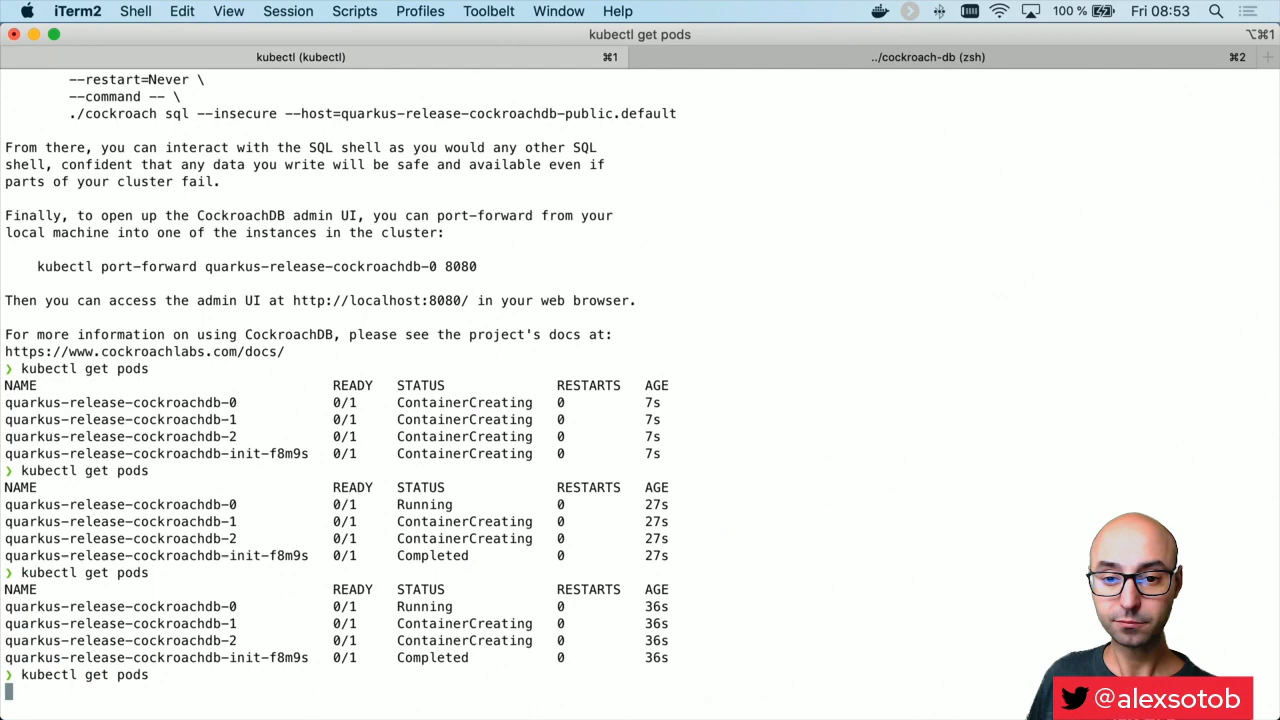 iTerm2 Shell Edit View Session Scripts Profiles Toolbelt Window Help 100 % Fri 08:53
kubectl get pods ⌥⌘1
kubectl (kubectl) ⌘1 ../cockroach-db (zsh) ⌘2
--restart=Never \
--command -- \
./cockroach sql --insecure --host=quarkus-release-cockroachdb-public.default
From there, you can interact with the SQL shell as you would any other SQL
shell, confident that any data you write will be safe and available even if
parts of your cluster fail.
Finally, to open up the CockroachDB admin UI, you can port-forward from your
local machine into one of the instances in the cluster:
kubectl port-forward quarkus-release-cockroachdb-0 8080
Then you can access the admin UI at http://localhost:8080/ in your web browser.
For more information on using CockroachDB, please see the project's docs at:
https://www.cockroachlabs.com/docs/
❯ kubectl get pods
NAME READY STATUS RESTARTS AGE
quarkus-release-cockroachdb-0 0/1 ContainerCreating 0 7s
quarkus-release-cockroachdb-1 0/1 ContainerCreating 0 7s
quarkus-release-cockroachdb-2 0/1 ContainerCreating 0 7s
quarkus-release-cockroachdb-init-f8m9s 0/1 ContainerCreating 0 7s
❯ kubectl get pods
NAME READY STATUS RESTARTS AGE
quarkus-release-cockroachdb-0 0/1 Running 0 27s
quarkus-release-cockroachdb-1 0/1 ContainerCreating 0 27s
quarkus-release-cockroachdb-2 0/1 ContainerCreating 0 27s
quarkus-release-cockroachdb-init-f8m9s 0/1 Completed 0 27s
❯ kubectl get pods
NAME READY STATUS RESTARTS AGE
quarkus-release-cockroachdb-0 0/1 Running 0 36s
quarkus-release-cockroachdb-1 0/1 ContainerCreating 0 36s
quarkus-release-cockroachdb-2 0/1 ContainerCreating 0 36s
quarkus-release-cockroachdb-init-f8m9s 0/1 Completed 0 36s
❯ kubectl get pods
@alexsotob